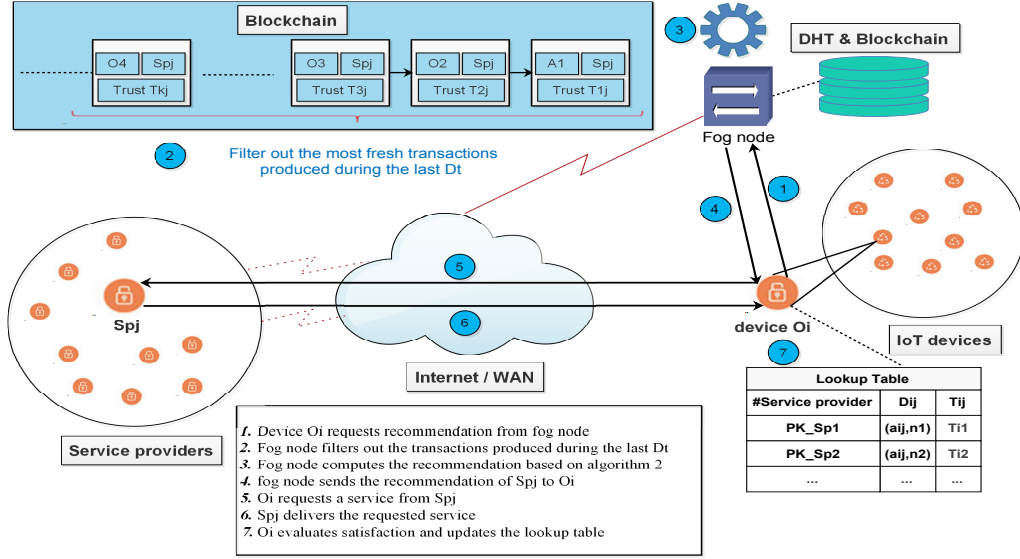 Blockchain
O4 Spj
Trust Tkj
O3 Spj
Trust T3j
O2 Spj
Trust T2j
A1 Spj
Trust T1j
3
DHT & Blockchain
Fog node
2
Filter out the most fresh transactions
produced during the last Dt
4
1
5
6
Spj
Service providers
Internet / WAN
device Oi
7
IoT devices
Lookup Table
#Service provider Dij Tij
PK_Sp1 (aij,n1) Ti1
PK_Sp2 (aij,n2) Ti2
... ... ...
1. Device Oi requests recommendation from fog node
2. Fog node filters out the transactions produced during the last Dt
3. Fog node computes the recommendation based on algorithm 2
4. fog node sends the recommendation of Spj to Oi
5. Oi requests a service from Spj
6. Spj delivers the requested service
7. Oi evaluates satisfaction and updates the lookup table